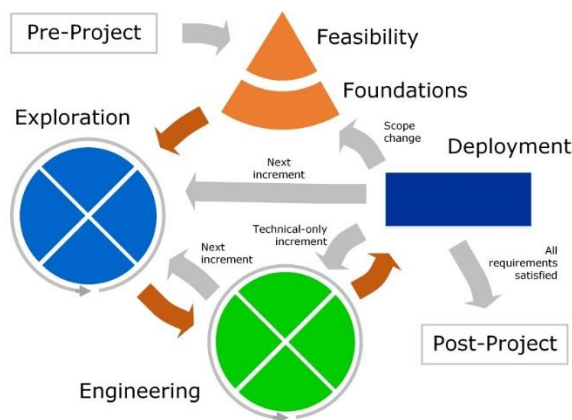 Pre-Project
Feasibility
Foundations
Exploration
Scope
change
Deployment
Next
increment
Technical-only
increment
Next
increment
All
requirements
satisfied
Post-Project
Engineering